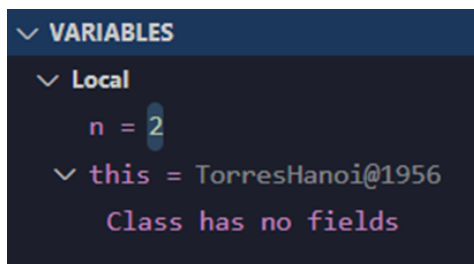 VARIABLES
Local
n = 2
this = TorresHanoi@1956
Class has no fields